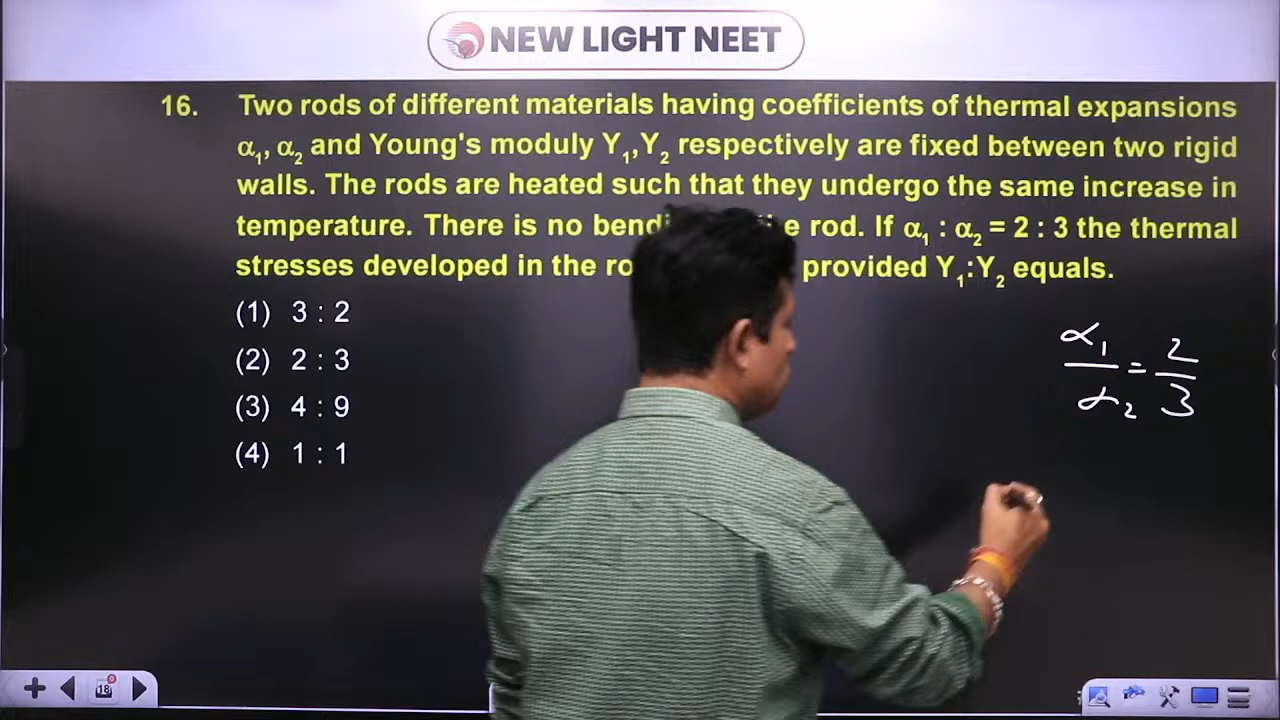 NEW LIGHT NEET
16. Two rods of different materials having coefficients of thermal expansions
α₁, α₂ and Young's moduly Y₁,Y₂ respectively are fixed between two rigid
walls. The rods are heated such that they undergo the same increase in
temperature. There is no bendi e rod. If α₁ : α₂ = 2 : 3 the thermal
stresses developed in the ro provided Y₁:Y₂ equals.
(1) 3 : 2
(2) 2 : 3
(3) 4 : 9
(4) 1 : 1
α₁/α₂ = 2/3
18